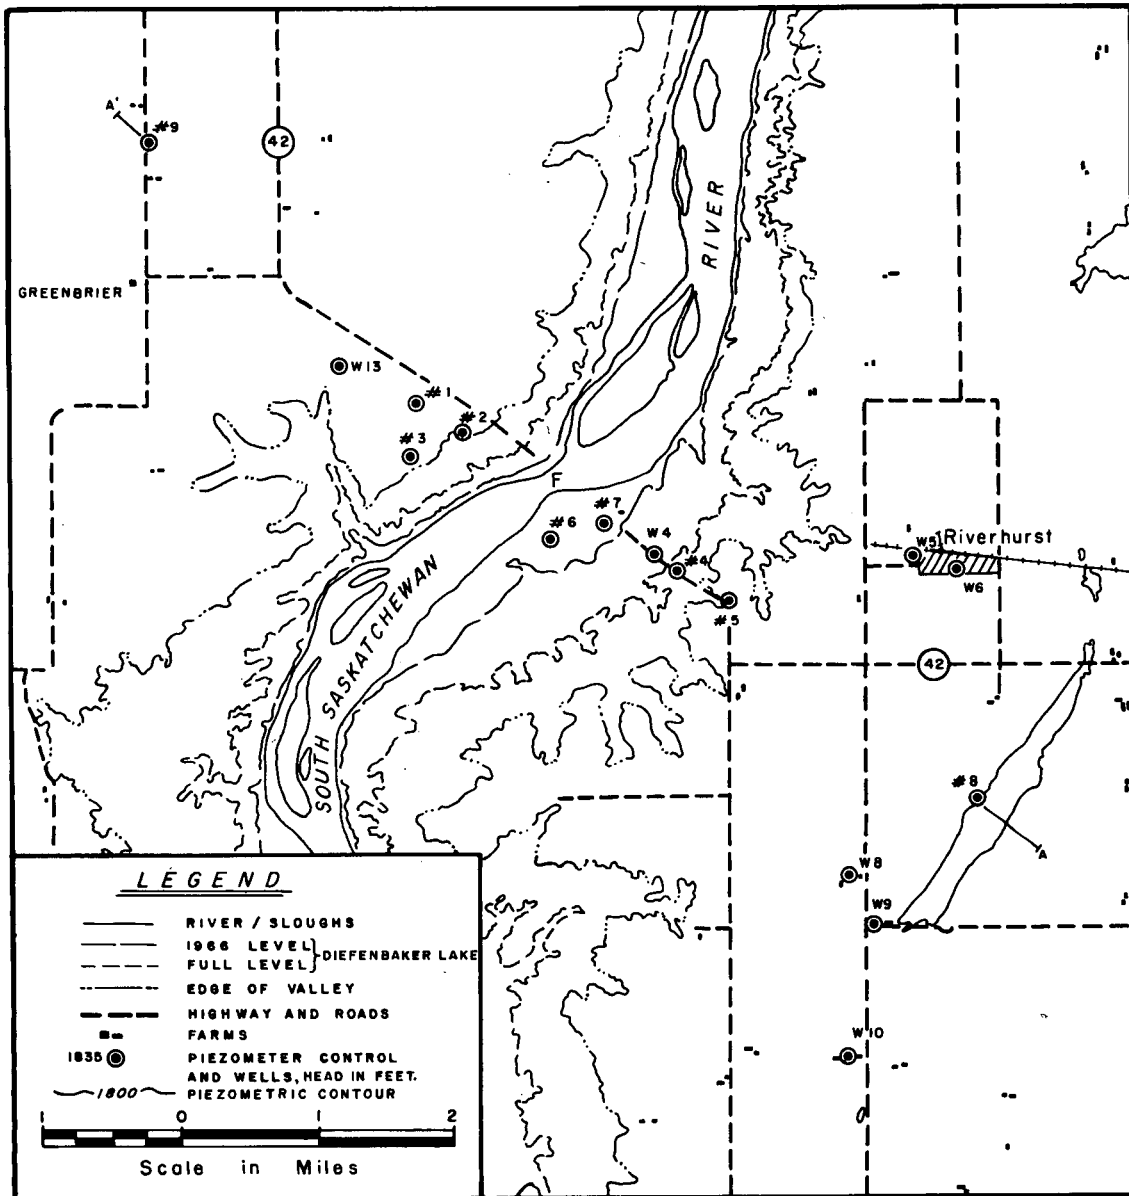 A'
#9
42
RIVER
GREENBRIER
W13
#1
#2
#3
F
#7
#6
W4
#4
#5
W5
Riverhurst
W6
42
SOUTH SASKATCHEWAN
#8
A
W8
W9
W10
LEGEND
RIVER / SLOUGHS
1966 LEVEL
FULL LEVEL
DIEFENBAKER LAKE
EDGE OF VALLEY
HIGHWAY AND ROADS
FARMS
1835 PIEZOMETER CONTROL
AND WELLS, HEAD IN FEET.
1800 PIEZOMETRIC CONTOUR
1 0 1 2
Scale in Miles